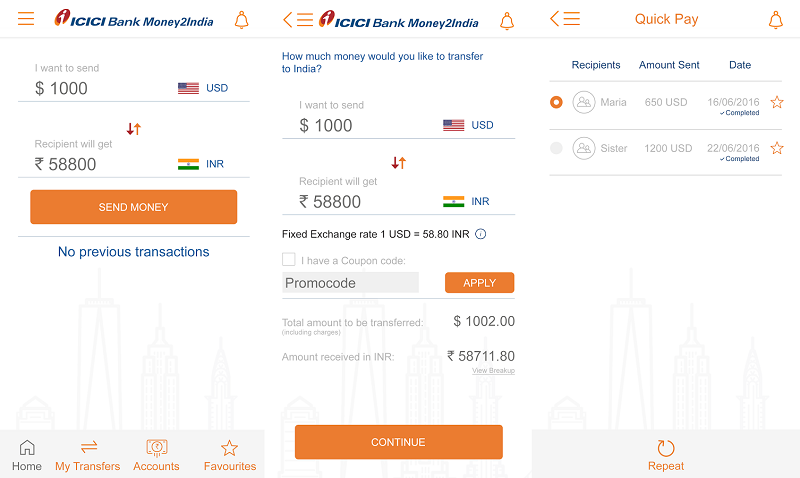 ICICI Bank Money2India
I want to send
$ 1000
USD
Recipient will get
₹ 58800
INR
SEND MONEY
No previous transactions
Home
My Transfers
Accounts
Favourites
ICICI Bank Money2India
How much money would you like to transfer
to India?
I want to send
$ 1000
USD
Recipient will get
₹ 58800
INR
Fixed Exchange rate 1 USD = 58.80 INR
I have a Coupon code:
Promocode
APPLY
Total amount to be transferred:
$ 1002.00
(including charges)
Amount received in INR:
₹ 58711.80
View Breakup
CONTINUE
Quick Pay
Recipients Amount Sent Date
Maria 650 USD 16/06/2016
Completed
Sister 1200 USD 22/06/2016
Completed
Repeat